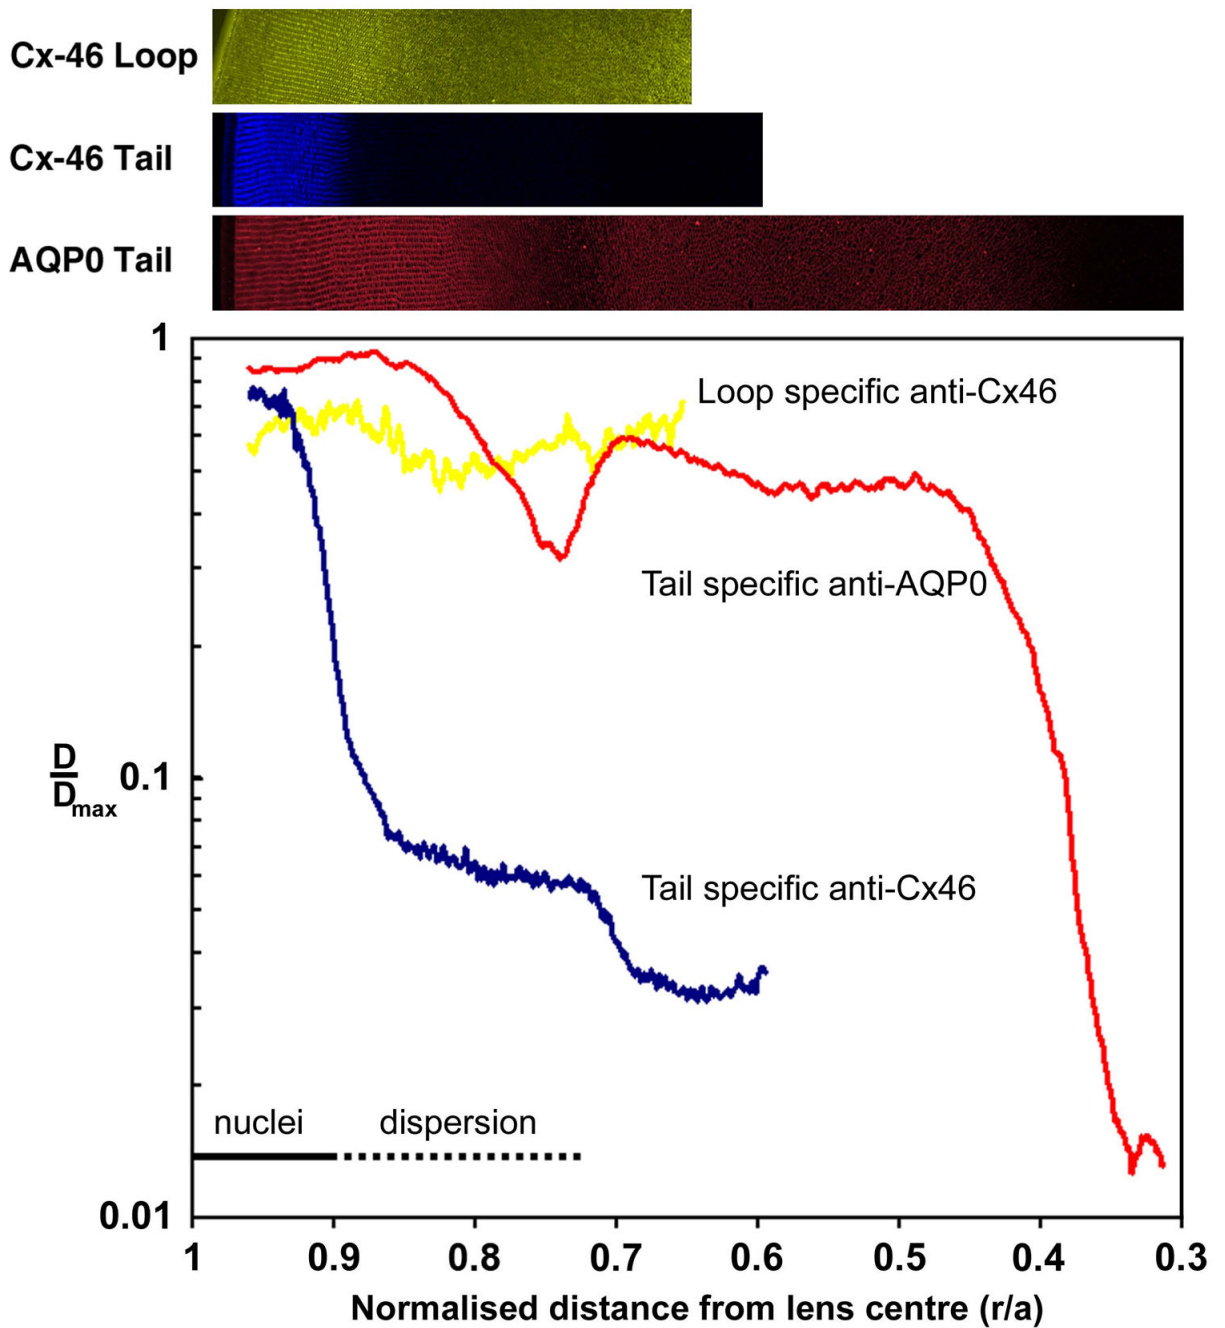 Cx-46 Loop
Cx-46 Tail
AQP0 Tail
1
Loop specific anti-Cx46
Tail specific anti-AQP0
D
D max
0.1
Tail specific anti-Cx46
nuclei dispersion
0.01
1 0.9 0.8 0.7 0.6 0.5 0.4 0.3
Normalised distance from lens centre (r/a)